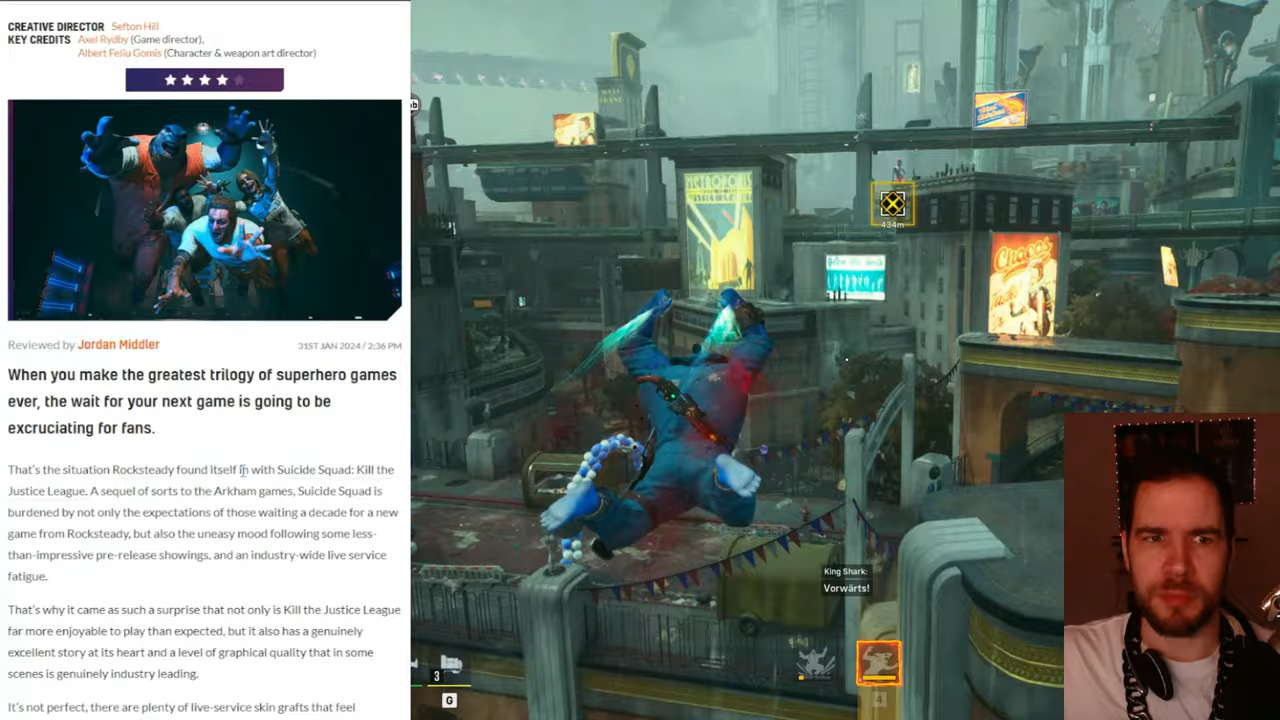 CREATIVE DIRECTOR Sefton Hill
KEY CREDITS Axel Rydby (Game director),
Albert Feliu Gomis (Character & weapon art director)
Reviewed by Jordan Middler
31ST JAN 2024 / 2:36 PM
When you make the greatest trilogy of superhero games
ever, the wait for your next game is going to be
excruciating for fans.
That's the situation Rocksteady found itself in with Suicide Squad: Kill the
Justice League. A sequel of sorts to the Arkham games, Suicide Squad is
burdened by not only the expectations of those waiting a decade for a new
game from Rocksteady, but also the uneasy mood following some less-
than-impressive pre-release showings, and an industry-wide live service
fatigue.
That's why it came as such a surprise that not only is Kill the Justice League
far more enjoyable to play than expected, but it also has a genuinely
excellent story at its heart and a level of graphical quality that in some
scenes is genuinely industry leading.
It's not perfect, there are plenty of live-service skin grafts that feel
METROPOLIS
JUSTICE LEAGUE
434m
Chocos
King Shark:
Vorwärts!
3
G